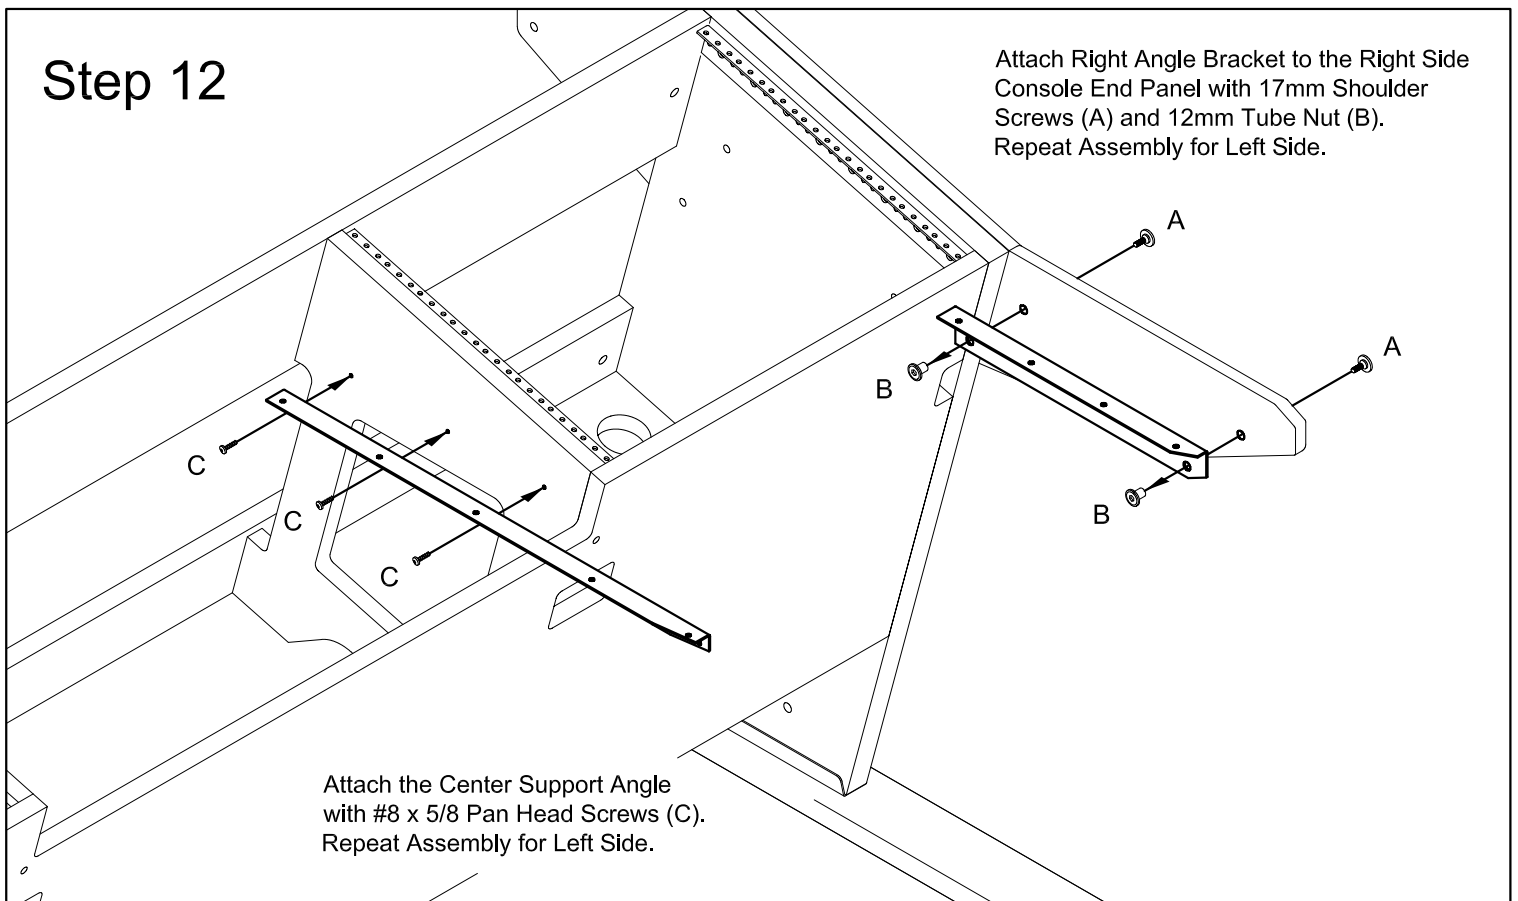 Step 12
Attach Right Angle Bracket to the Right Side
Console End Panel with 17mm Shoulder
Screws (A) and 12mm Tube Nut (B).
Repeat Assembly for Left Side.
A
A
B
B
C
C
C
Attach the Center Support Angle
with #8 x 5/8 Pan Head Screws (C).
Repeat Assembly for Left Side.